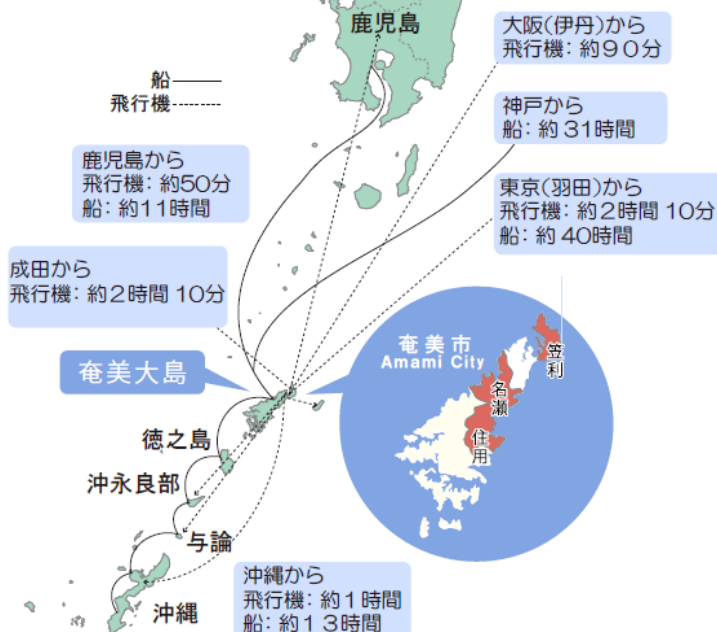 鹿児島
大阪(伊丹)から
飛行機：約90分
船
飛行機
神戸から
船：約31時間
鹿児島から
飛行機：約50分
船：約11時間
東京(羽田)から
飛行機：約2時間10分
船：約40時間
成田から
飛行機：約2時間10分
奄美大島
奄美市
Amami City
笠利
名瀬
住用
徳之島
沖永良部
与論
沖縄
沖縄から
飛行機：約1時間
船：約13時間